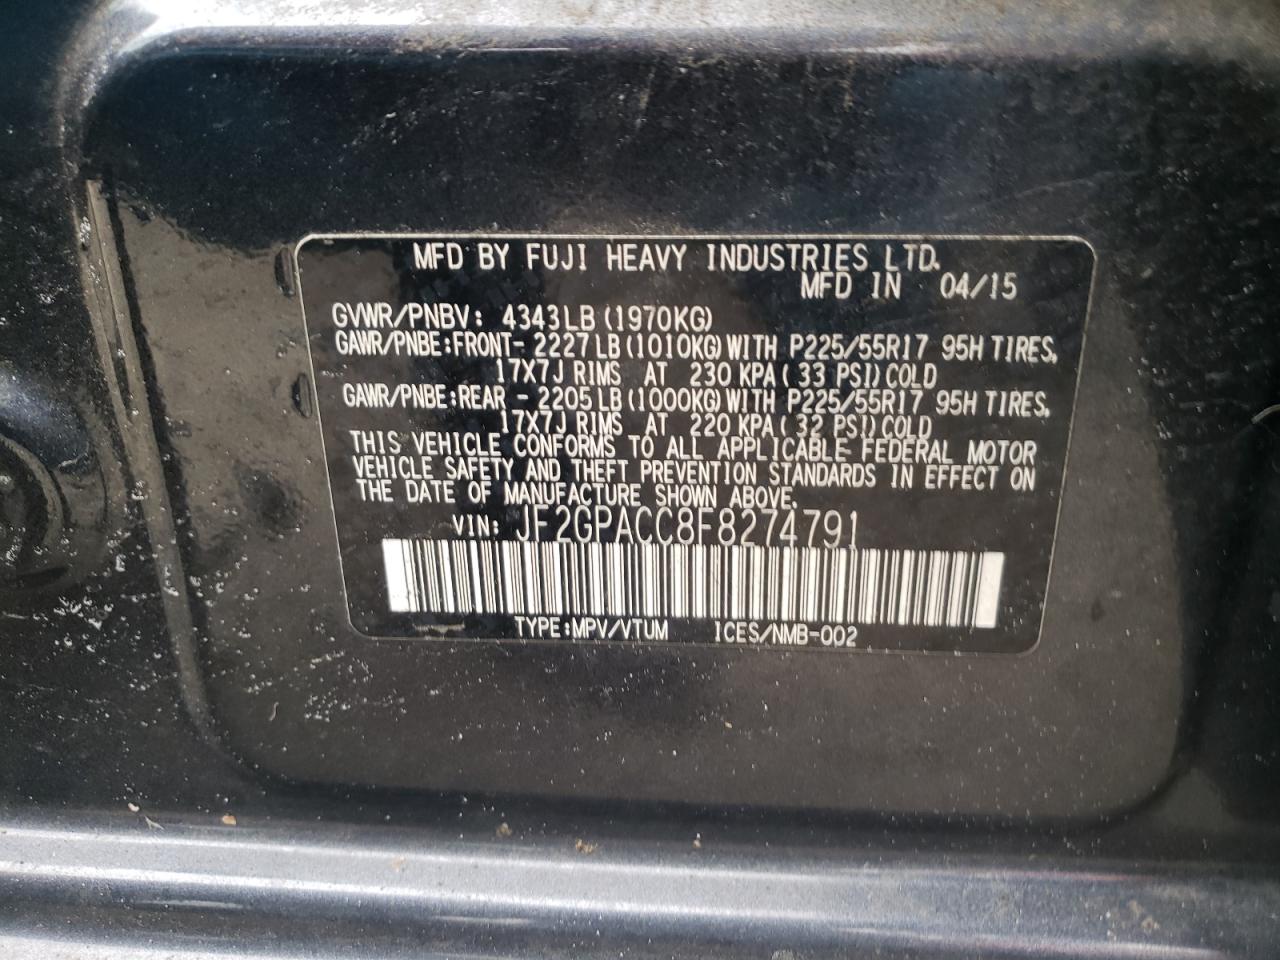 MFD BY FUJI HEAVY INDUSTRIES LTD.
MFD IN 04/15
GVWR/PNBV: 4343LB (1970KG)
GAWR/PNBE:FRONT- 2227LB (1010KG) WITH P225/55R17 95H TIRES,
17X7J RIMS AT 230 KPA ( 33 PSI) COLD
GAWR/PNBE:REAR - 2205LB (1000KG) WITH P225/55R17 95H TIRES,
17X7J RIMS AT 220 KPA ( 32 PSI) COLD
THIS VEHICLE CONFORMS TO ALL APPLICABLE FEDERAL MOTOR
VEHICLE SAFETY AND THEFT PREVENTION STANDARDS IN EFFECT ON
THE DATE OF MANUFACTURE SHOWN ABOVE.
VIN: JF2GPACC8F8274791
TYPE:MPV/VTUM ICES/NMB-002